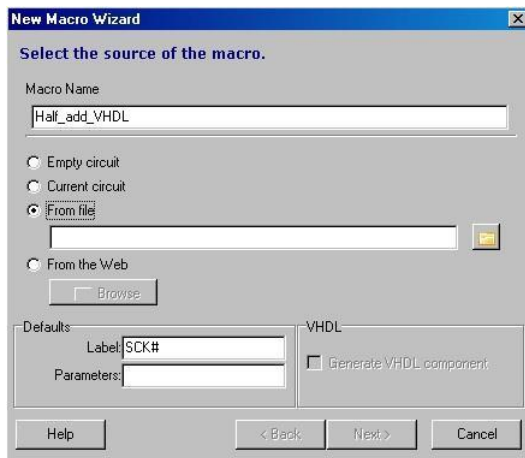 New Macro Wizard
Select the source of the macro.
Macro Name
Half_add_VHDL
Empty circuit
Current circuit
From file
From the Web
Browse
Defaults
Label: SCK#
Parameters:
VHDL
Generate VHDL component
Help
< Back
Next >
Cancel